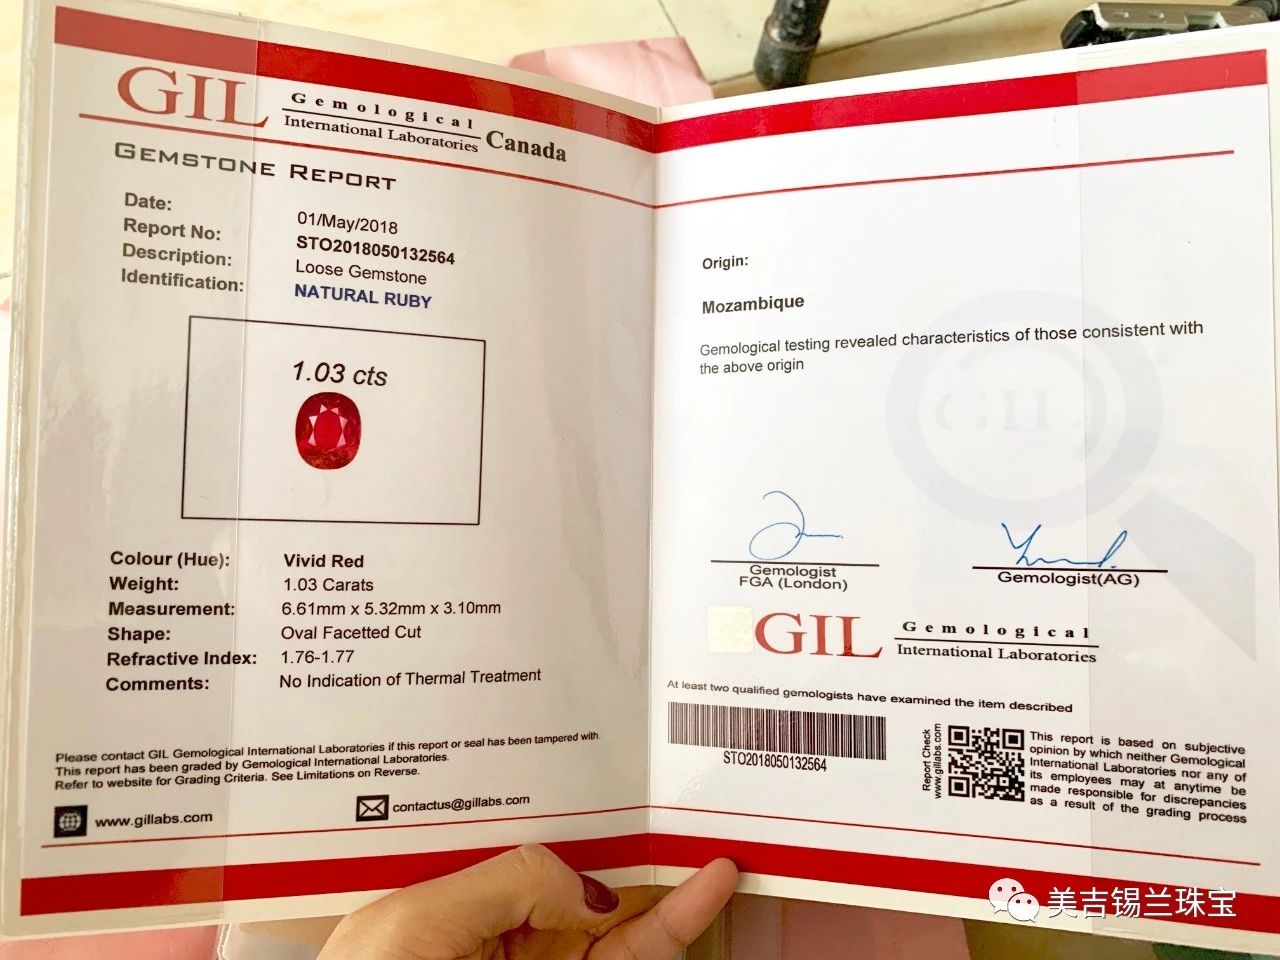 GIL Gemological
International Laboratories Canada
GEMSTONE REPORT
Date: 01/May/2018
Report No: STO2018050132564
Description: Loose Gemstone
Identification: NATURAL RUBY
1.03 cts
Colour (Hue): Vivid Red
Weight: 1.03 Carats
Measurement: 6.61mm x 5.32mm x 3.10mm
Shape: Oval Facetted Cut
Refractive Index: 1.76-1.77
Comments: No Indication of Thermal Treatment
Please contact GIL Gemological International Laboratories if this report or seal has been tampered with.
This report has been graded by Gemological International Laboratories.
Refer to website for Grading Criteria. See Limitations on Reverse.
www.gillabs.com contactus@gillabs.com
Origin:
Mozambique
Gemological testing revealed characteristics of those consistent with
the above origin
GIL
Gemologist
FGA (London)
Gemologist(AG)
GIL Gemological
International Laboratories
At least two qualified gemologists have examined the item described
STO2018050132564
Report Check
www.gillabs.com
This report is based on subjective
opinion by which neither Gemological
International Laboratories nor any of
its employees may at anytime be
made responsible for discrepancies
as a result of the grading process
美吉锡兰珠宝